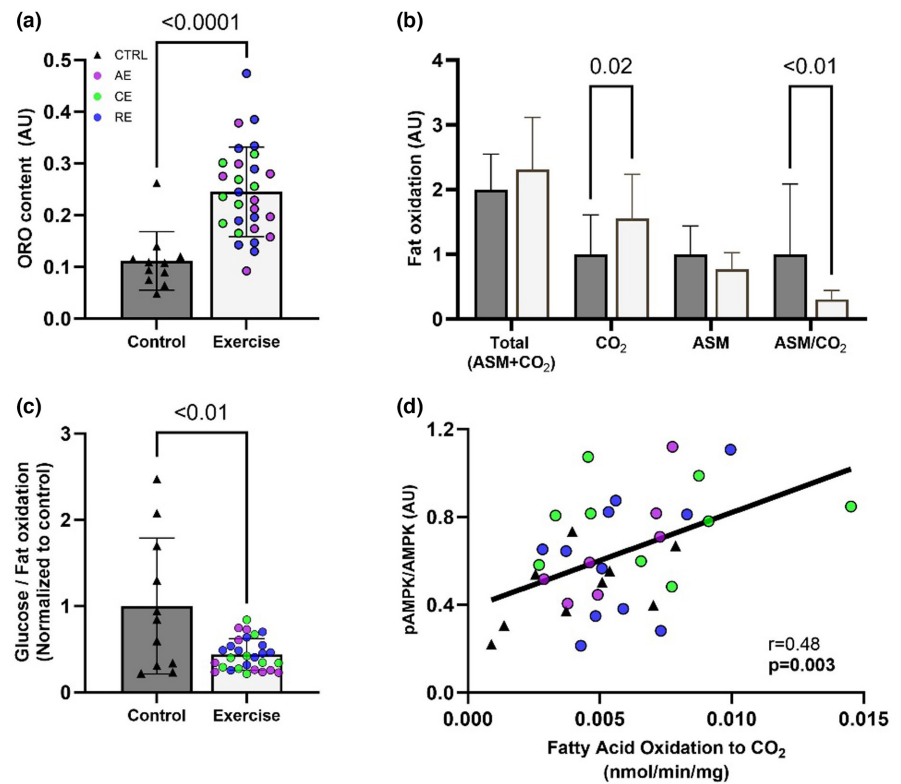 (a)
<0.0001
ORO content (AU)
0.5
0.4
0.3
0.2
0.1
0.0
CTRL
AE
CE
RE
Control
Exercise
(b)
Fat oxidation (AU)
4
3
2
1
0
0.02
<0.01
Total
(ASM+CO₂)
CO₂
ASM
ASM/CO₂
(c)
<0.01
Glucose / Fat oxidation
(Normalized to control)
3
2
1
0
Control
Exercise
(d)
pAMPK/AMPK (AU)
1.2
0.8
0.4
0.0
r=0.48
p=0.003
0.000
0.005
0.010
0.015
Fatty Acid Oxidation to CO₂
(nmol/min/mg)